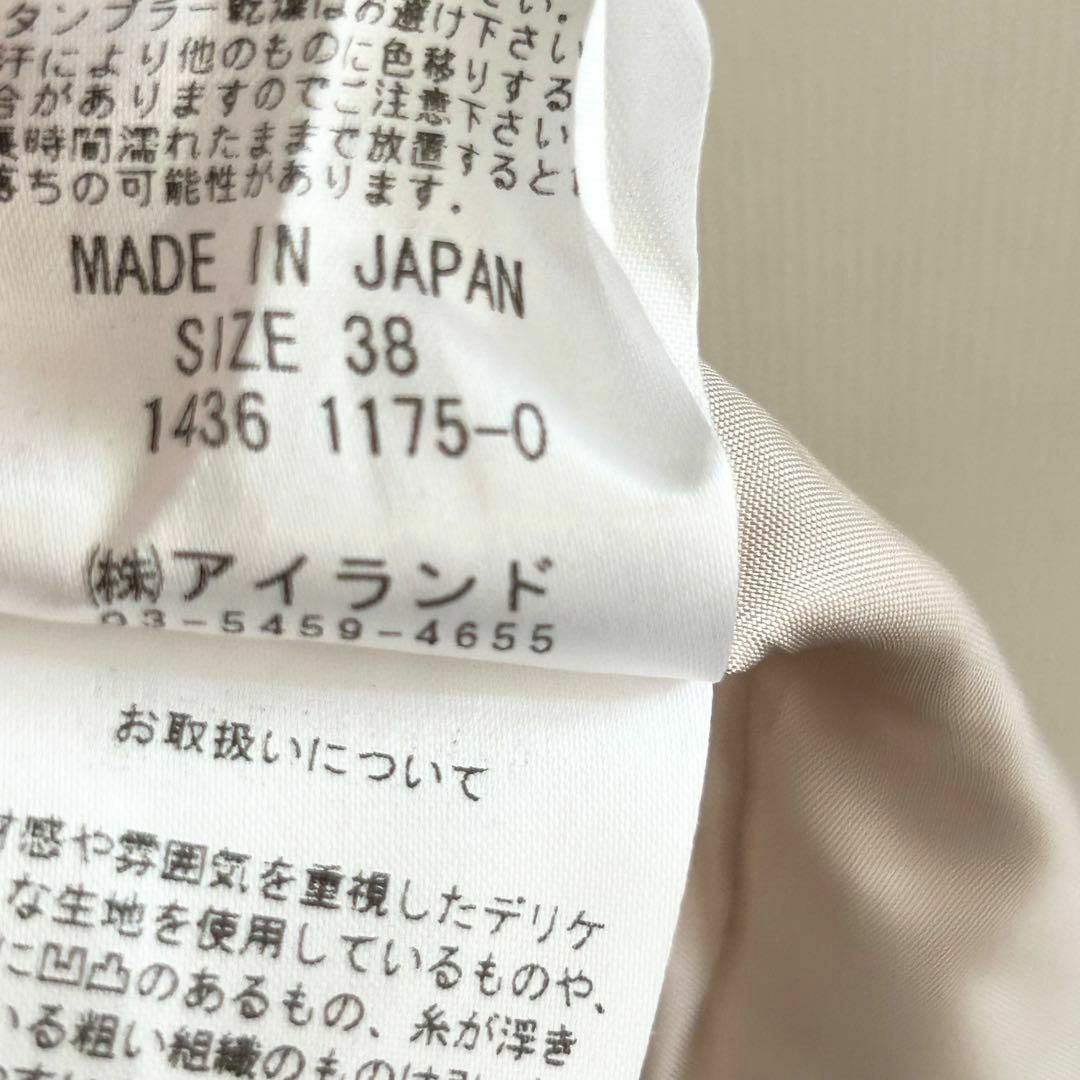 タンブラー乾燥はお避け下さい.
汗により他のものに色移りする
合がありますのでご注意下さい
長時間濡れたままで放置すると
落ちの可能性があります.
MADE IN JAPAN
SIZE 38
1436 1175-0
㈱アイランド
03-5459-4655
お取扱いについて
感や雰囲気を重視したデリケ
な生地を使用しているものや、
に凹凸のあるもの、糸が浮き
いる粗い組織のものは